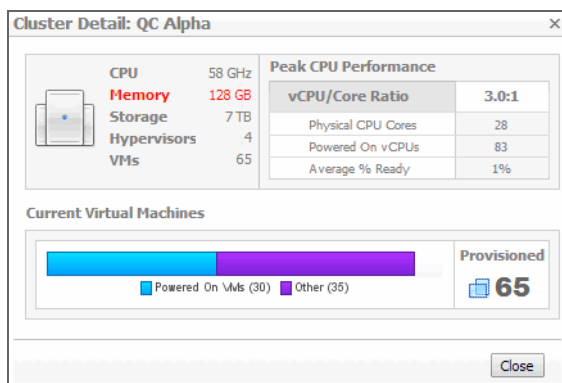 Cluster Detail: QC Alpha ×
CPU 58 GHz
Memory 128 GB
Storage 7 TB
Hypervisors 4
VMs 65
Peak CPU Performance
vCPU/Core Ratio 3.0:1
Physical CPU Cores 28
Powered On vCPUs 83
Average % Ready 1%
Current Virtual Machines
Powered On VMs (30) Other (35)
Provisioned
65
Close